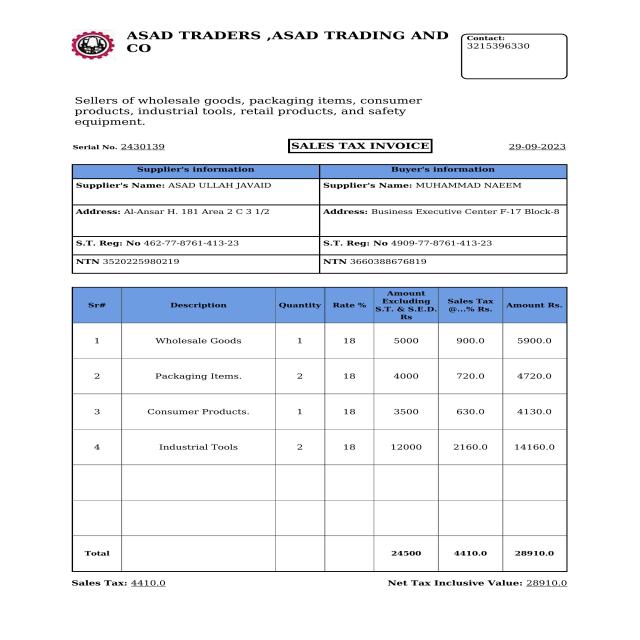 ASAD TRADERS ,ASAD TRADING AND
CO
Contact:
3215396330
Sellers of wholesale goods, packaging items, consumer
products, industrial tools, retail products, and safety
equipment.
Serial No. 2430139 SALES TAX INVOICE 29-09-2023
Supplier's information Buyer's information
Supplier's Name: ASAD ULLAH JAVAID Supplier's Name: MUHAMMAD NAEEM
Address: Al-Ansar H. 181 Area 2 C 3 1/2 Address: Business Executive Center F-17 Block-8
S.T. Reg: No 462-77-8761-413-23 S.T. Reg: No 4909-77-8761-413-23
NTN 3520225980219 NTN 3660388676819
Sr# Description Quantity Rate % Amount Excluding S.T. & S.E.D. Rs Sales Tax @...% Rs. Amount Rs.
1 Wholesale Goods 1 18 5000 900.0 5900.0
2 Packaging Items. 2 18 4000 720.0 4720.0
3 Consumer Products. 1 18 3500 630.0 4130.0
4 Industrial Tools 2 18 12000 2160.0 14160.0
Total 24500 4410.0 28910.0
Sales Tax: 4410.0 Net Tax Inclusive Value: 28910.0